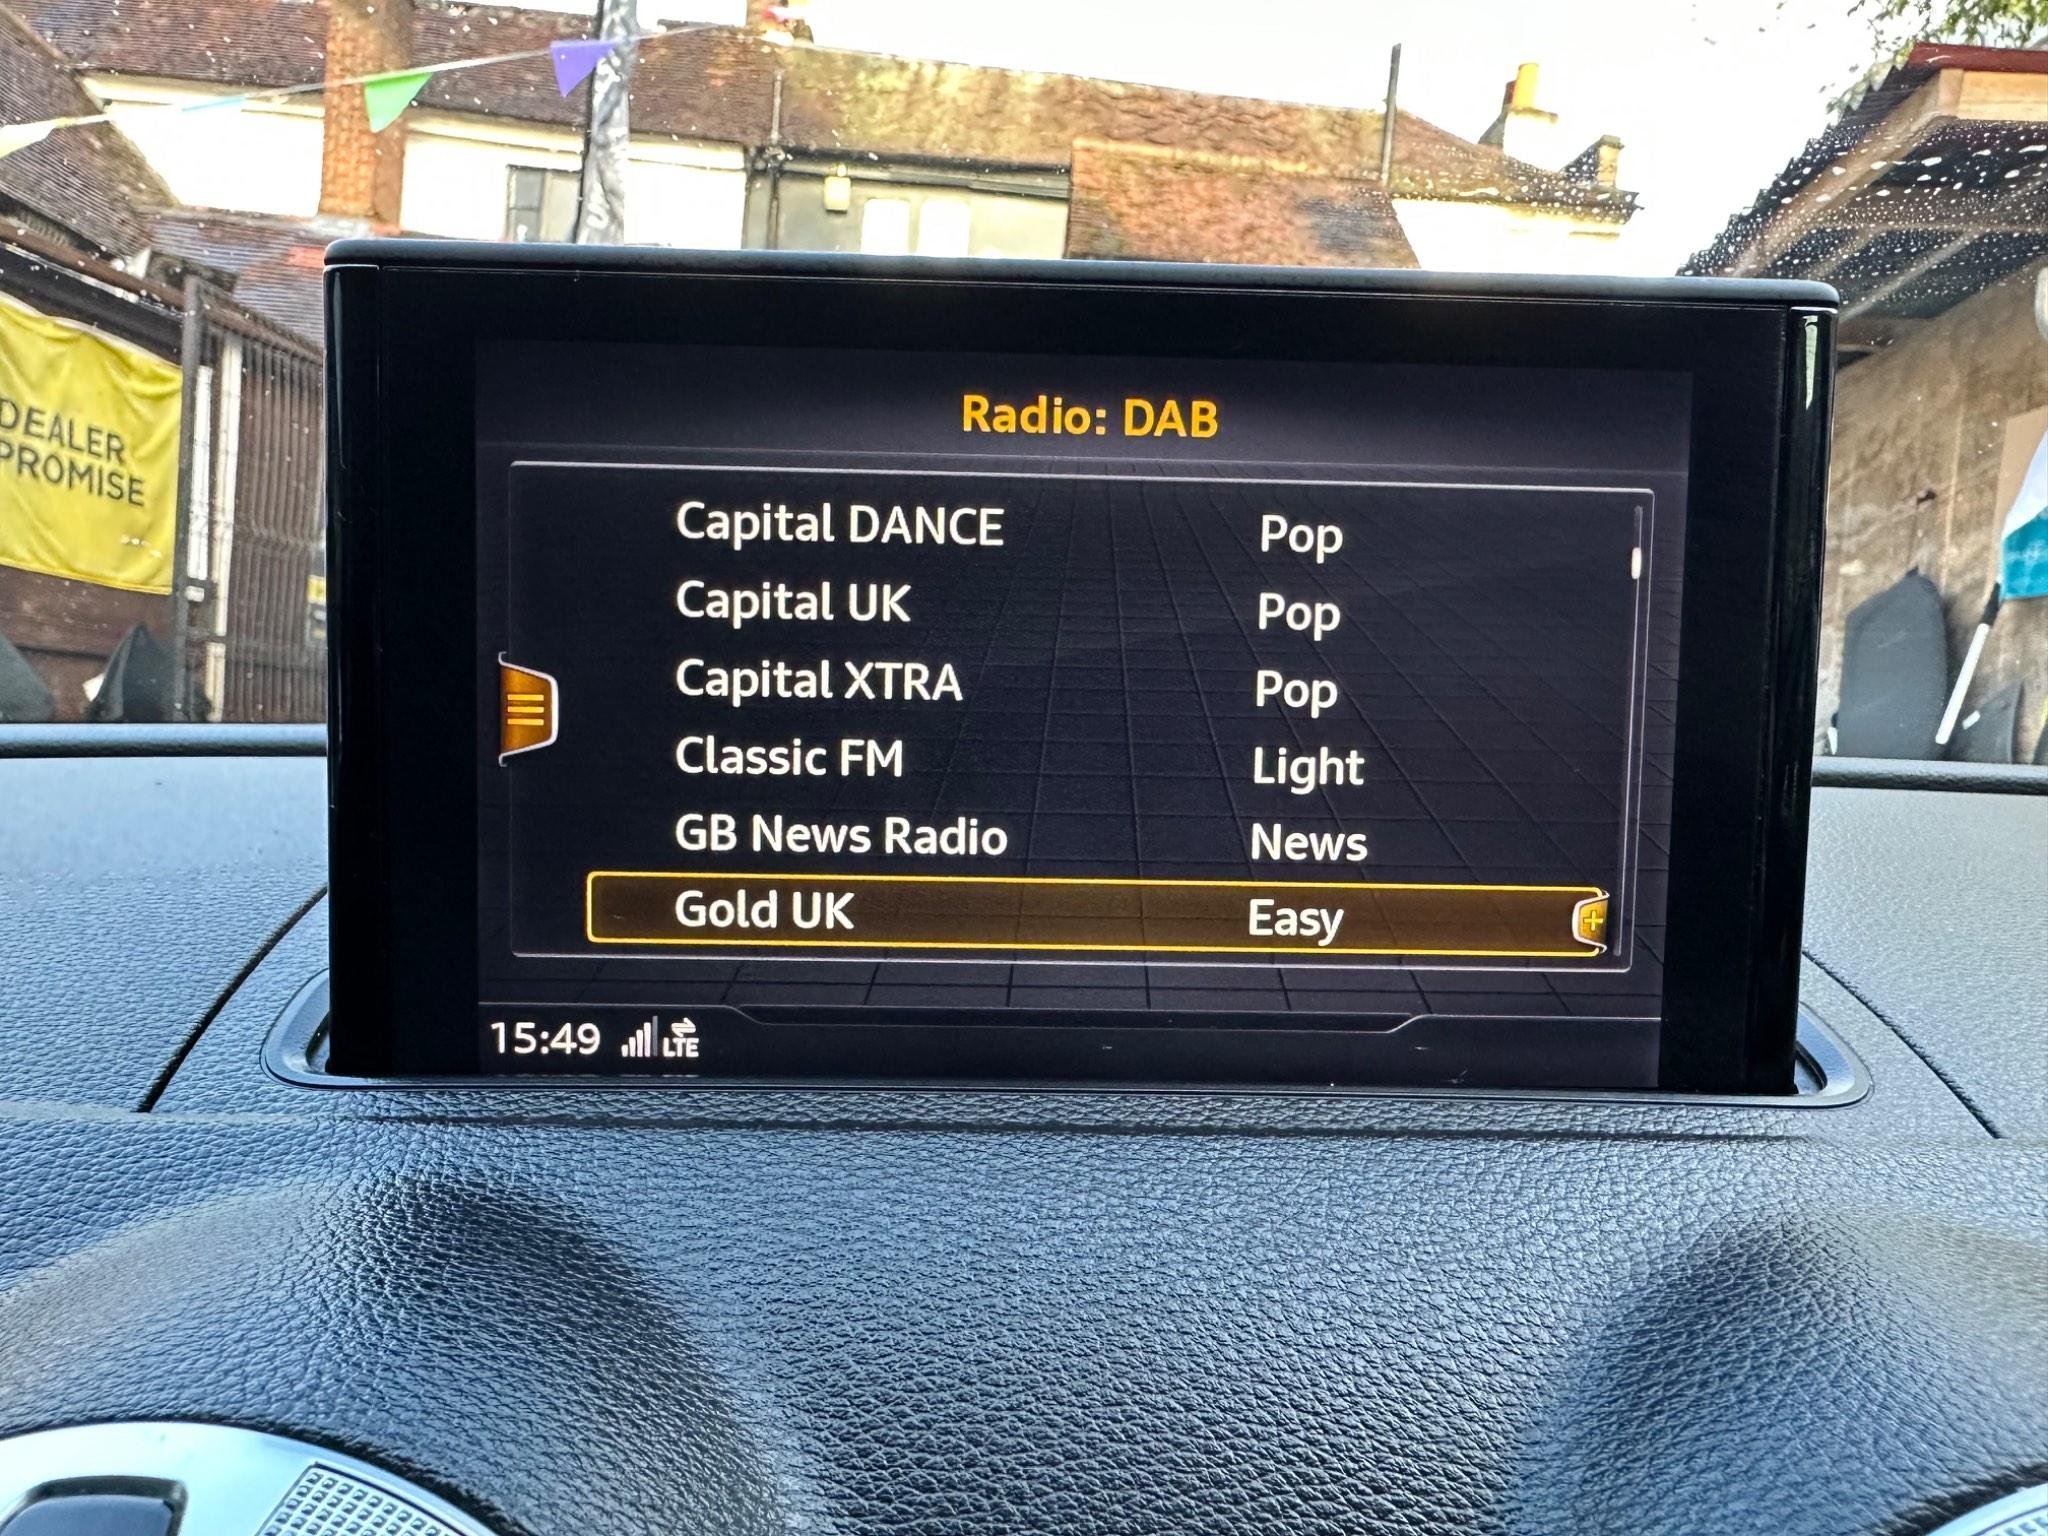 DEALER
PROMISE
Radio: DAB
Capital DANCE Pop
Capital UK Pop
Capital XTRA Pop
Classic FM Light
GB News Radio News
Gold UK Easy
15:49 LTE